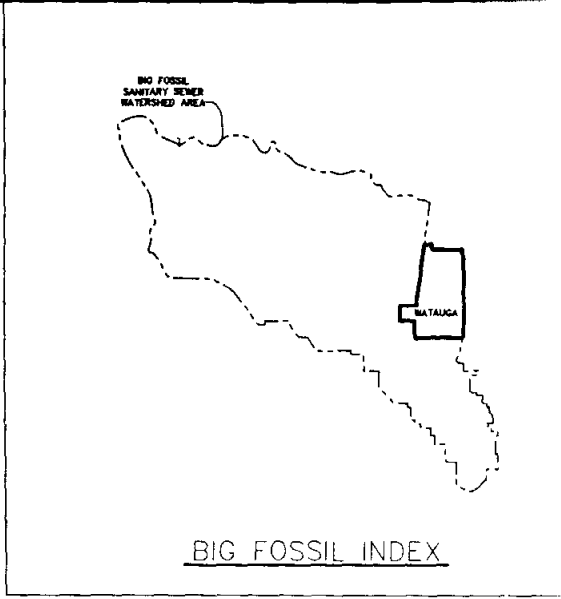 BIG FOSSIL
SANITARY SEWER
WATERSHED AREA
WATAUGA
BIG FOSSIL INDEX